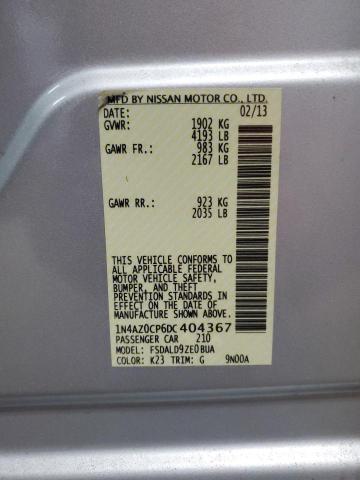 MFD BY NISSAN MOTOR CO., LTD.
DATE: 02/13
GVWR: 1902 KG
4193 LB
GAWR FR.: 983 KG
2167 LB
GAWR RR.: 923 KG
2035 LB
THIS VEHICLE CONFORMS TO
ALL APPLICABLE FEDERAL
MOTOR VEHICLE SAFETY,
BUMPER, AND THEFT
PREVENTION STANDARDS IN
EFFECT ON THE DATE OF
MANUFACTURE SHOWN ABOVE.
1N4AZ0CP6DC404367
PASSENGER CAR 210
MODEL: FSDALD9ZE0BUA
COLOR: K23 TRIM: G 9N00A